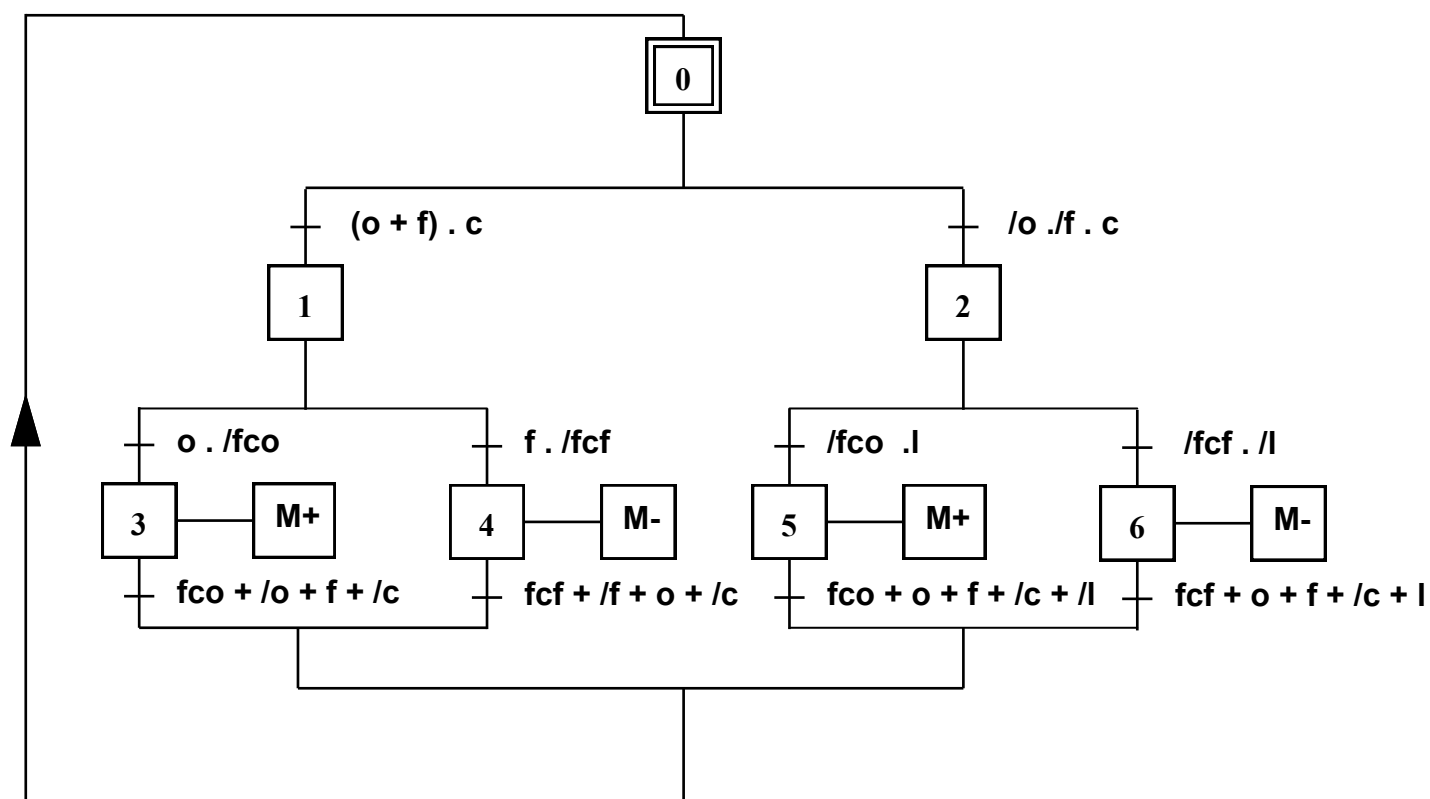 0
(o + f) . c
/o ./f . c
1
2
o . /fco
f . /fcf
/fco .l
/fcf . /l
3
M+
4
M-
5
M+
6
M-
fco + /o + f + /c
fcf + /f + o + /c
fco + o + f + /c + /l
fcf + o + f + /c + l